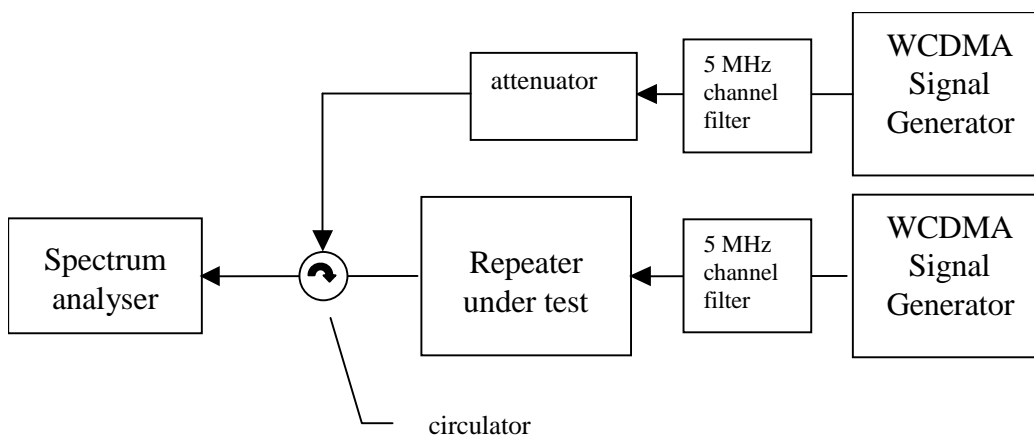 attenuator
5 MHz
channel
filter
WCDMA
Signal
Generator
Spectrum
analyser
Repeater
under test
5 MHz
channel
filter
WCDMA
Signal
Generator
circulator